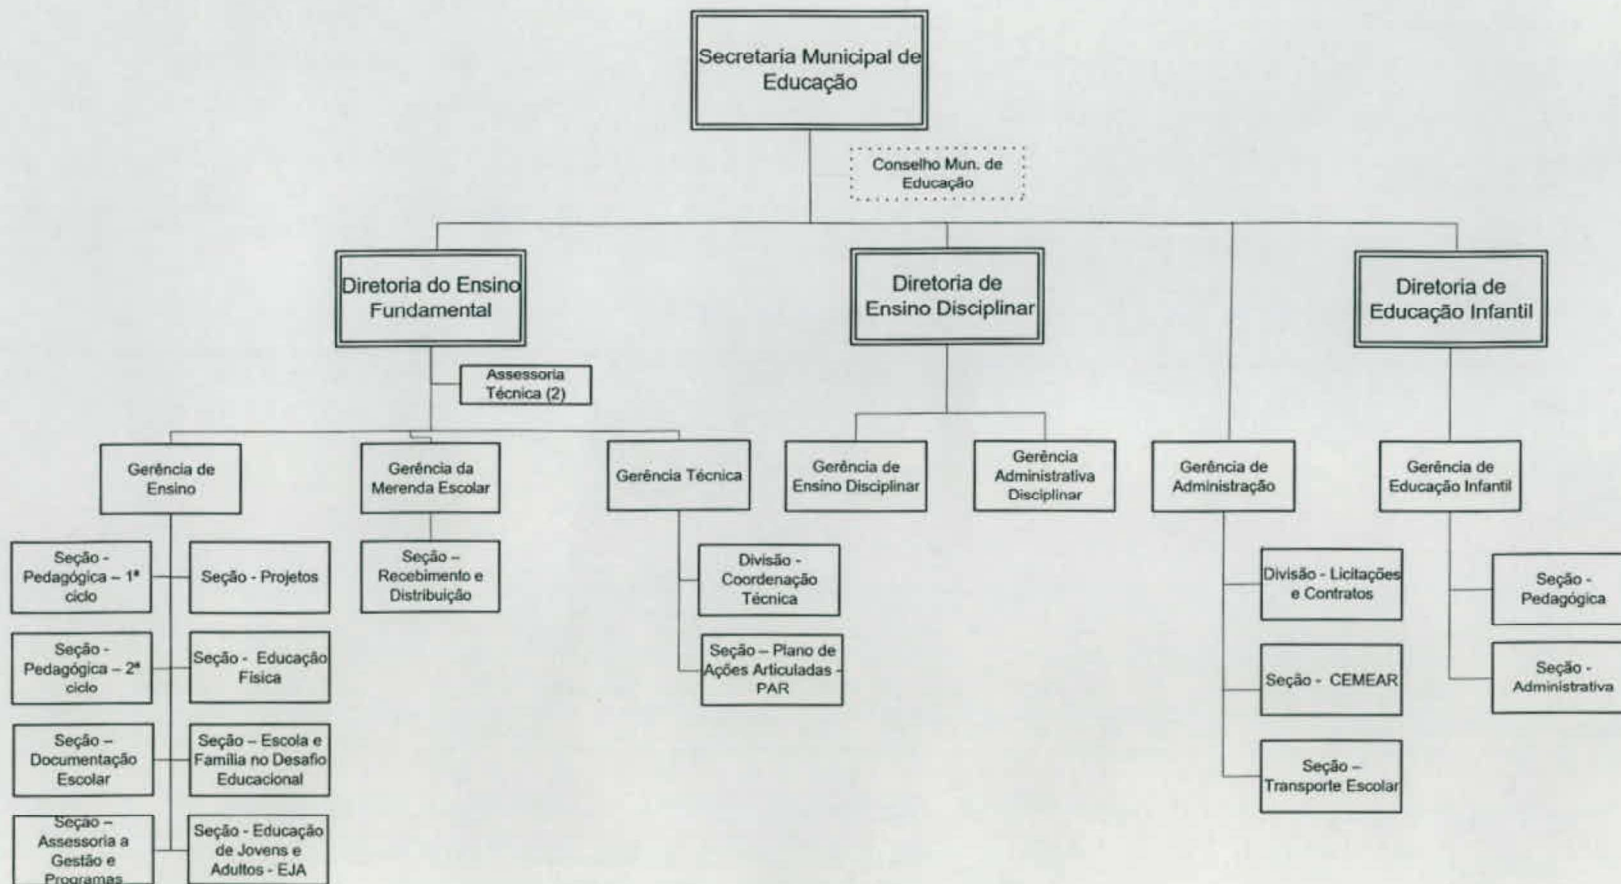 Secretaria Municipal de
Educação
Conselho Mun. de
Educação
Diretoria do Ensino
Fundamental
Diretoria de
Ensino Disciplinar
Diretoria de
Educação Infantil
Assessoria
Técnica (2)
Gerência de
Ensino
Gerência da
Merenda Escolar
Gerência Técnica
Gerência de
Ensino Disciplinar
Gerência
Administrativa
Disciplinar
Gerência de
Administração
Gerência de
Educação Infantil
Seção -
Pedagógica – 1ª
ciclo
Seção - Projetos
Seção –
Recebimento e
Distribuição
Divisão -
Coordenação
Técnica
Divisão - Licitações
e Contratos
Seção -
Pedagógica
Seção -
Pedagógica – 2ª
ciclo
Seção - Educação
Física
Seção – Plano de
Ações Articuladas -
PAR
Seção - CEMEAR
Seção -
Administrativa
Seção –
Documentação
Escolar
Seção – Escola e
Família no Desafio
Educacional
Seção –
Transporte Escolar
Seção –
Assessoria a
Gestão e
Programas
Seção - Educação
de Jovens e
Adultos - EJA